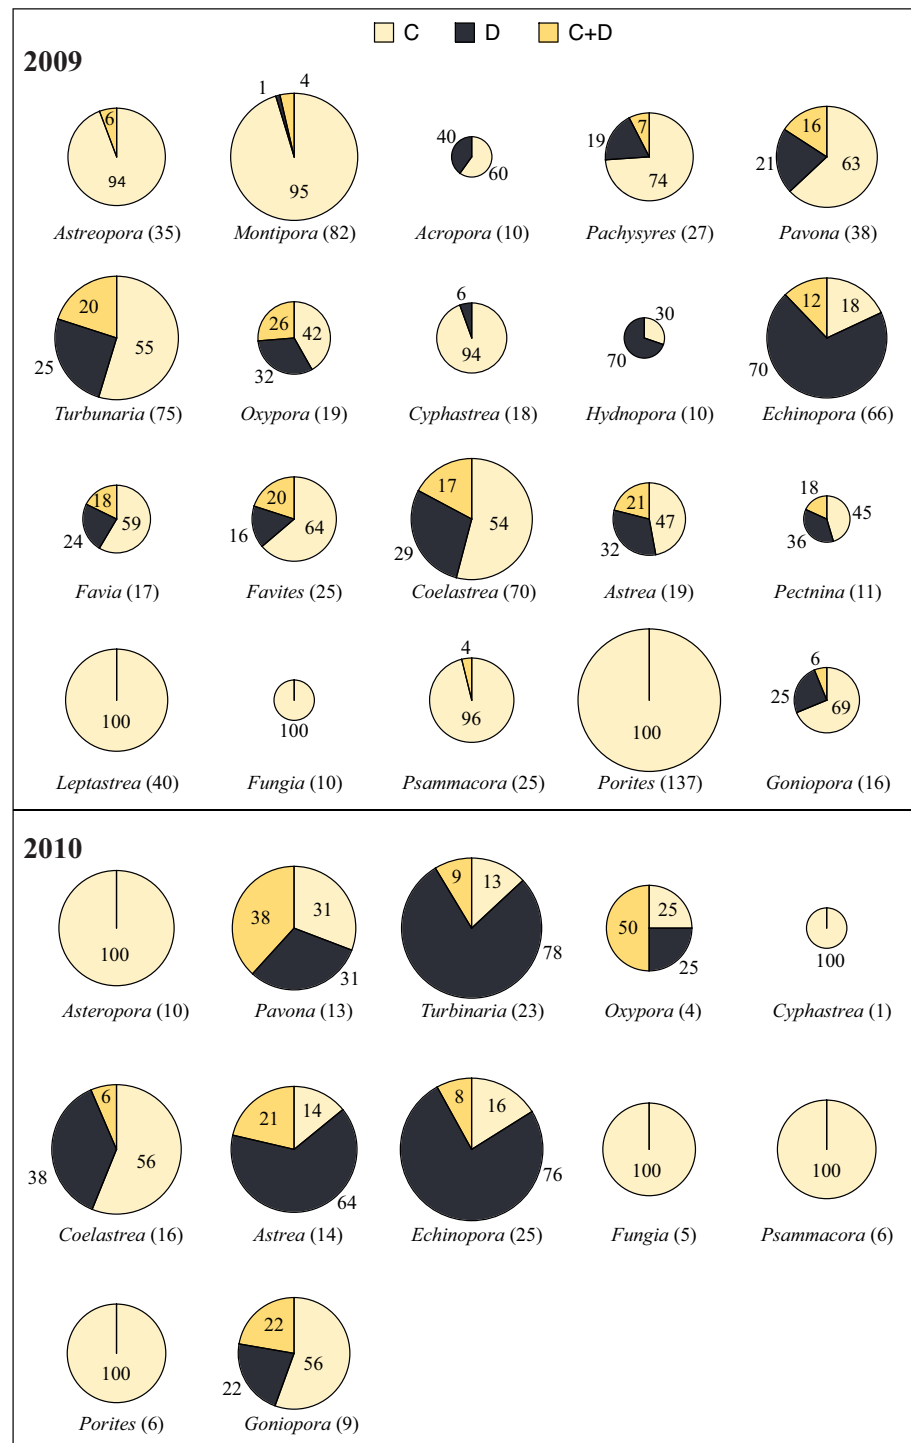 C D C+D
2009
6 94 1 4 95 40 60 19 7 74 16 21 63
Astreopora (35) Montipora (82) Acropora (10) Pachysyres (27) Pavona (38)
20 25 55 26 42 32 6 94 30 70 12 18 70
Turbunaria (75) Oxypora (19) Cyphastrea (18) Hydnopora (10) Echinopora (66)
18 24 59 20 16 64 17 29 54 21 32 47 18 36 45
Favia (17) Favites (25) Coelastrea (70) Astrea (19) Pectnina (11)
100 100 4 96 100 6 25 69
Leptastrea (40) Fungia (10) Psammacora (25) Porites (137) Goniopora (16)
2010
100 38 31 31 9 13 78 50 25 25 100
Asteropora (10) Pavona (13) Turbinaria (23) Oxypora (4) Cyphastrea (1)
6 38 56 21 14 64 8 16 76 100 100
Coelastrea (16) Astrea (14) Echinopora (25) Fungia (5) Psammacora (6)
100 22 22 56
Porites (6) Goniopora (9)